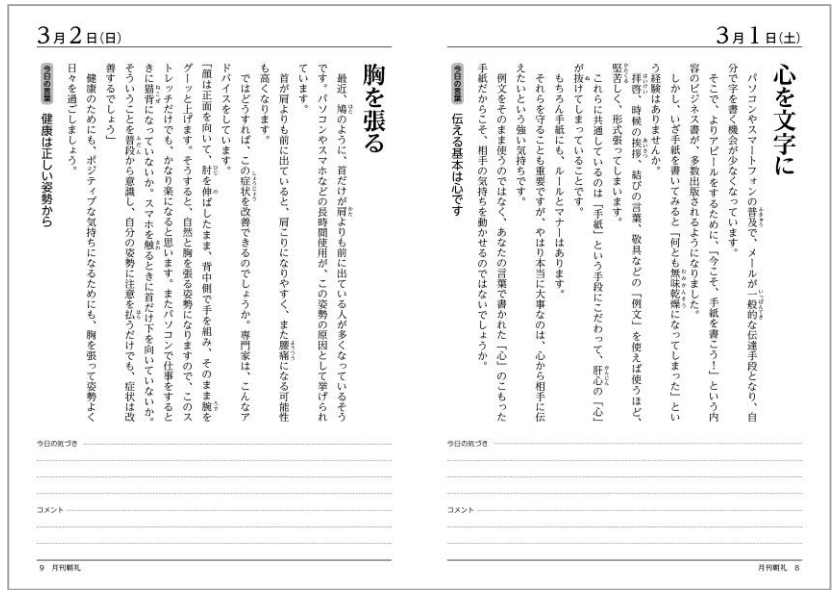 3月1日(土)
心を文字に
パソコンやスマートフォンの普及で、メールが一般的な伝達手段となり、自
分で字を書く機会が少なくなっています。
そこで、よりアピールをするために、「今こそ、手紙を書こう！」という内
容のビジネス書が、多数出版されるようになりました。
しかし、いざ手紙を書いてみると「何とも無味乾燥になってしまった」とい
う経験はありませんか。
拝啓、時候の挨拶、結びの言葉、敬具などの「例文」を使えば使うほど、
堅苦しく、形式張ってしまいます。
これらに共通しているのは「手紙」という手段にこだわって、肝心の「心」
が抜けてしまっていることです。
もちろん手紙にも、ルールとマナーはあります。
それらを守ることも重要ですが、やはり本当に大事なのは、心から相手に伝
えたいという強い気持ちです。
例文をそのまま使うのではなく、あなたの言葉で書かれた「心」のこもった
手紙だからこそ、相手の気持ちを動かせるのではないでしょうか。
今日の言葉 伝える基本は心です
今日の気づき
コメント
月刊朝礼 8
3月2日(日)
胸を張る
最近、鳩のように、首だけが肩よりも前に出ている人が多くなっているそう
です。パソコンやスマホなどの長時間使用が、この姿勢の原因として挙げられ
ています。
首が肩よりも前に出ていると、肩こりになりやすく、また腰痛になる可能性
も高くなります。
ではどうすれば、この症状を改善できるのでしょうか。専門家は、こんなア
ドバイスをしています。
「顔は正面を向いて、肘を伸ばしたまま、背中側で手を組み、そのまま腕を
グーッと上げます。そうすると、自然と胸を張る姿勢になりますので、このス
トレッチだけでも、かなり楽になると思います。またパソコンで仕事をすると
きに猫背になっていないか。スマホを触るときに首だけ下を向いていないか。
そういうことを普段から意識し、自分の姿勢に注意を払うだけでも、症状は改
善するでしょう」
健康のためにも、ポジティブな気持ちになるためにも、胸を張って姿勢よく
日々を過ごしましょう。
今日の言葉 健康は正しい姿勢から
今日の気づき
コメント
9 月刊朝礼